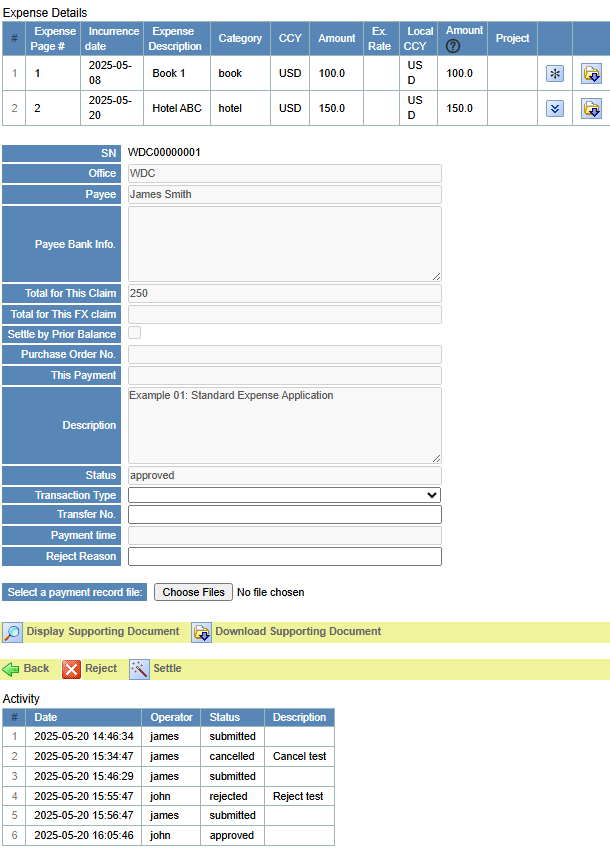 Expense Details
# Expense Page # Incurrence date Expense Description Category CCY Amount Ex. Rate Local CCY Amount ? Project
1 1 2025-05-08 Book 1 book USD 100.0 USD 100.0
2 2 2025-05-20 Hotel ABC hotel USD 150.0 USD 150.0
SN WDC00000001
Office WDC
Payee James Smith
Payee Bank Info.
Total for This Claim 250
Total for This FX claim
Settle by Prior Balance
Purchase Order No.
This Payment
Description Example 01: Standard Expense Application
Status approved
Transaction Type
Transfer No.
Payment time
Reject Reason
Select a payment record file: Choose Files No file chosen
Display Supporting Document Download Supporting Document
Back Reject Settle
Activity
# Date Operator Status Description
1 2025-05-20 14:46:34 james submitted
2 2025-05-20 15:34:47 james cancelled Cancel test
3 2025-05-20 15:46:29 james submitted
4 2025-05-20 15:55:47 john rejected Reject test
5 2025-05-20 15:56:47 james submitted
6 2025-05-20 16:05:46 john approved